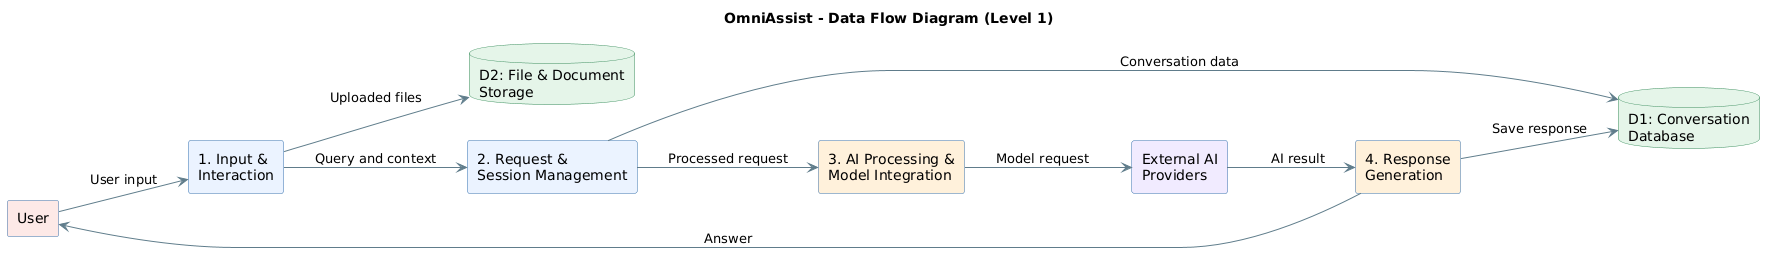 OmniAssist - Data Flow Diagram (Level 1)
D2: File & Document
Storage
Conversation data
D1: Conversation
Database
Uploaded files
Save response
1. Input &
Interaction
Query and context
2. Request &
Session Management
Processed request
3. AI Processing &
Model Integration
Model request
External AI
Providers
AI result
4. Response
Generation
User input
User
Answer